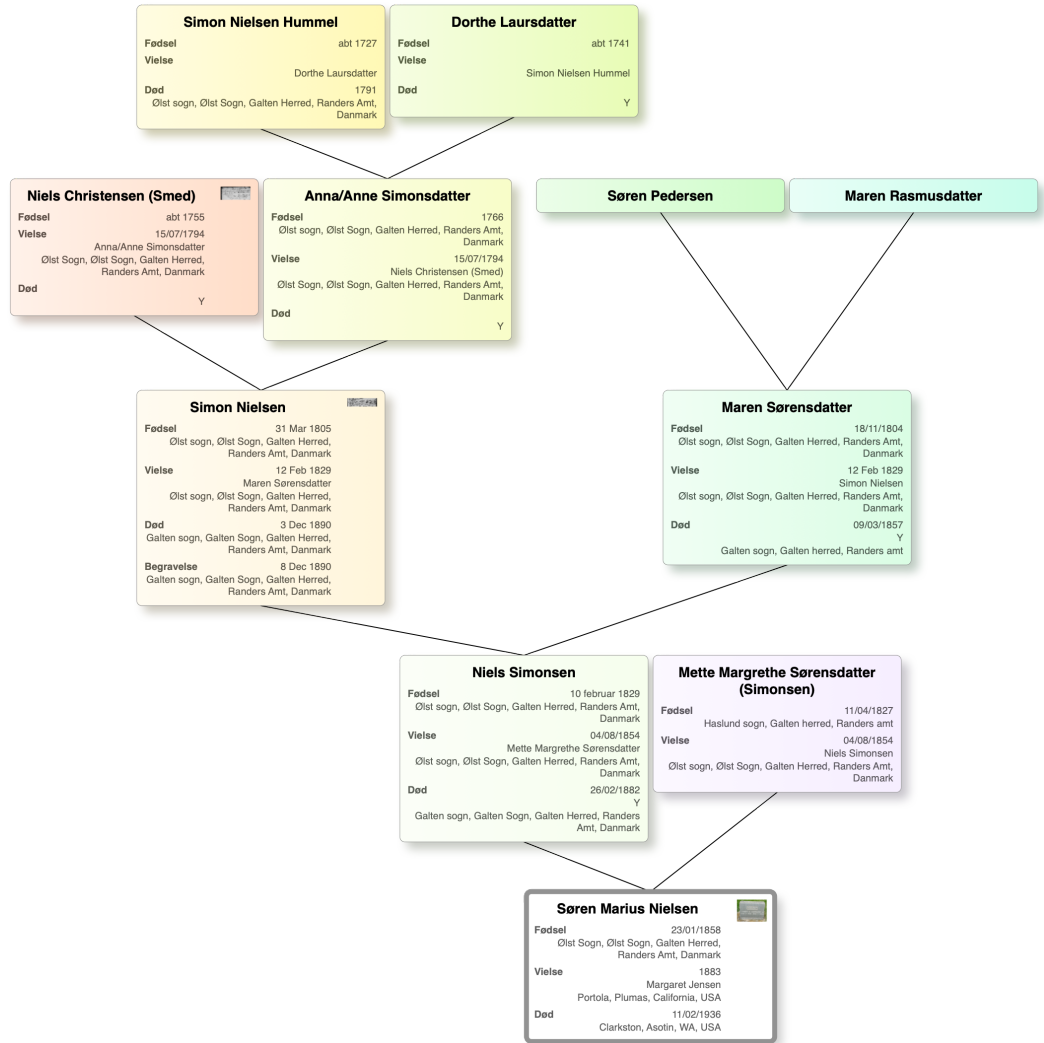 Simon Nielsen Hummel
Fødsel abt 1727
Vielse
Dorthe Laursdatter
Død 1791
Ølst sogn, Ølst Sogn, Galten Herred, Randers Amt,
Danmark
Dorthe Laursdatter
Fødsel abt 1741
Vielse
Simon Nielsen Hummel
Død
Y
Niels Christensen (Smed)
Fødsel abt 1755
Vielse 15/07/1794
Anna/Anne Simonsdatter
Ølst Sogn, Ølst Sogn, Galten Herred,
Randers Amt, Danmark
Død
Y
Anna/Anne Simonsdatter
Fødsel 1766
Ølst sogn, Ølst Sogn, Galten Herred, Randers Amt,
Danmark
Vielse 15/07/1794
Niels Christensen (Smed)
Ølst Sogn, Ølst Sogn, Galten Herred, Randers Amt,
Danmark
Død
Y
Søren Pedersen
Maren Rasmusdatter
Simon Nielsen
Fødsel 31 Mar 1805
Ølst sogn, Ølst Sogn, Galten Herred,
Randers Amt, Danmark
Vielse 12 Feb 1829
Maren Sørensdatter
Ølst sogn, Ølst Sogn, Galten Herred,
Randers Amt, Danmark
Død 3 Dec 1890
Galten sogn, Galten Sogn, Galten Herred,
Randers Amt, Danmark
Begravelse 8 Dec 1890
Galten sogn, Galten Sogn, Galten Herred,
Randers Amt, Danmark
Maren Sørensdatter
Fødsel 18/11/1804
Ølst sogn, Ølst Sogn, Galten Herred, Randers Amt,
Danmark
Vielse 12 Feb 1829
Simon Nielsen
Ølst sogn, Ølst Sogn, Galten Herred, Randers Amt,
Danmark
Død 09/03/1857
Y
Galten sogn, Galten herred, Randers amt
Niels Simonsen
Fødsel 10 februar 1829
Ølst sogn, Ølst Sogn, Galten Herred, Randers Amt,
Danmark
Vielse 04/08/1854
Mette Margrethe Sørensdatter
Ølst sogn, Ølst Sogn, Galten Herred, Randers Amt,
Danmark
Død 26/02/1882
Y
Galten sogn, Galten Sogn, Galten Herred, Randers
Amt, Danmark
Mette Margrethe Sørensdatter
(Simonsen)
Fødsel 11/04/1827
Haslund sogn, Galten herred, Randers amt
Vielse 04/08/1854
Niels Simonsen
Ølst sogn, Ølst Sogn, Galten Herred, Randers Amt,
Danmark
Søren Marius Nielsen
Fødsel 23/01/1858
Ølst Sogn, Ølst Sogn, Galten Herred,
Randers Amt, Danmark
Vielse 1883
Margaret Jensen
Portola, Plumas, California, USA
Død 11/02/1936
Clarkston, Asotin, WA, USA